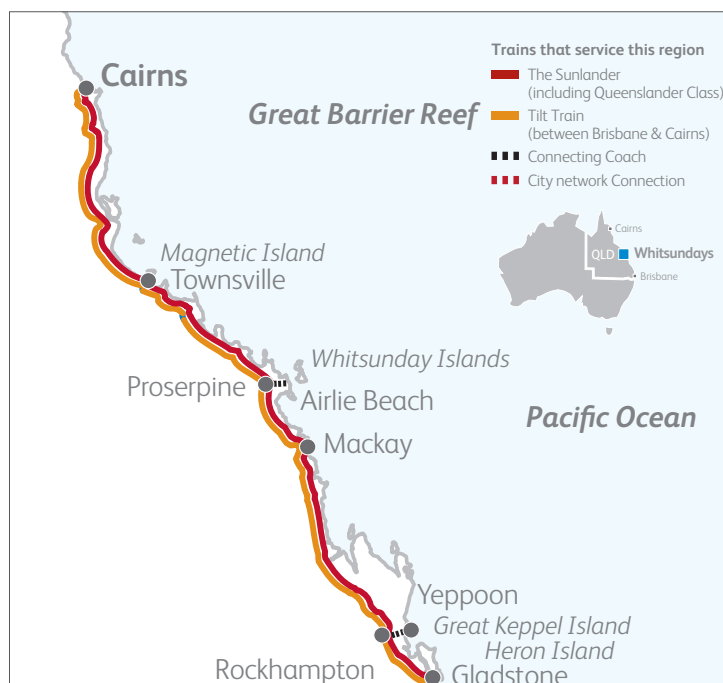 Trains that service this region
The Sunlander
(including Queenslander Class)
Tilt Train
(between Brisbane & Cairns)
Connecting Coach
City network Connection
Cairns
Great Barrier Reef
Cairns
QLD
Whitsundays
Brisbane
Magnetic Island
Townsville
Whitsunday Islands
Proserpine
Airlie Beach
Pacific Ocean
Mackay
Yeppoon
Great Keppel Island
Heron Island
Rockhampton
Gladstone